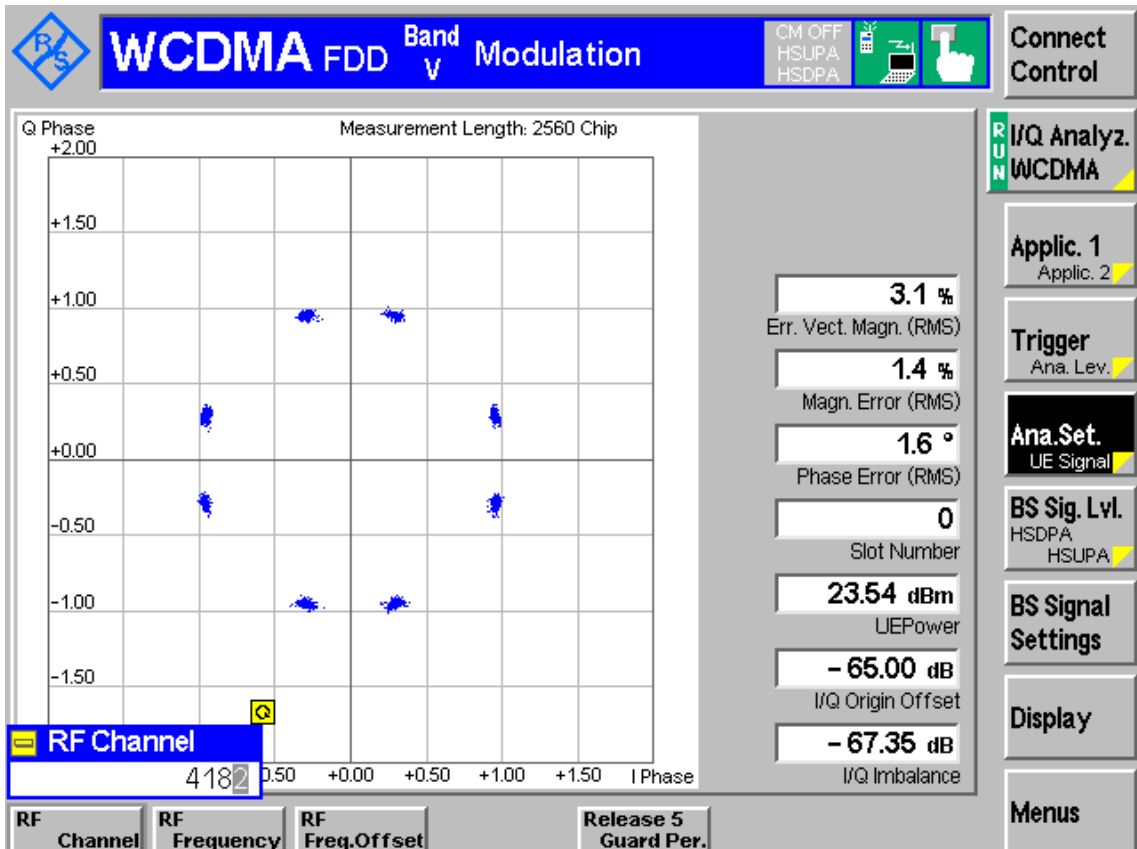 R/S
WCDMA FDD Band V Modulation
CM OFF
HSUPA
HSDPA
Connect
Control
Q Phase
Measurement Length: 2560 Chip
+2.00
+1.50
+1.00
+0.50
+0.00
-0.50
-1.00
-1.50
RUN
I/Q Analyz.
WCDMA
Applic. 1
Applic. 2
Trigger
Ana. Lev.
Ana.Set.
UE Signal
BS Sig. Lvl.
HSDPA
HSUPA
BS Signal
Settings
Display
Menus
3.1 %
Err. Vect. Magn. (RMS)
1.4 %
Magn. Error (RMS)
1.6 °
Phase Error (RMS)
0
Slot Number
23.54 dBm
UEPower
– 65.00 dB
I/Q Origin Offset
– 67.35 dB
I/Q Imbalance
Q
RF Channel
4182
0.50 +0.00 +0.50 +1.00 +1.50 I Phase
RF
Channel
RF
Frequency
RF
Freq.Offset
Release 5
Guard Per.